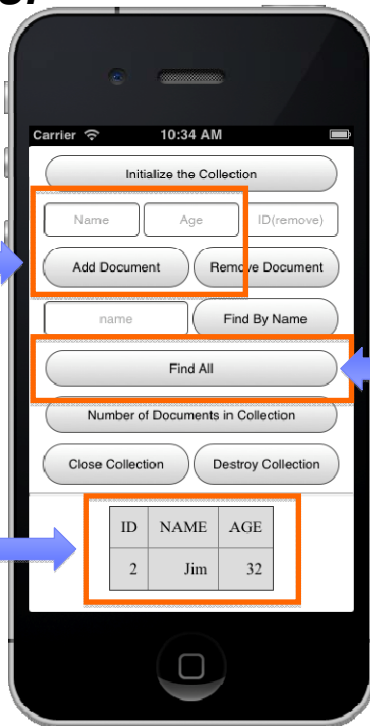 Carrier 10:34 AM
Initialize the Collection
Name Age ID(remove)
Add Document Remove Document
name Find By Name
Find All
Number of Documents in Collection
Close Collection Destroy Collection
ID NAME AGE
2 Jim 32